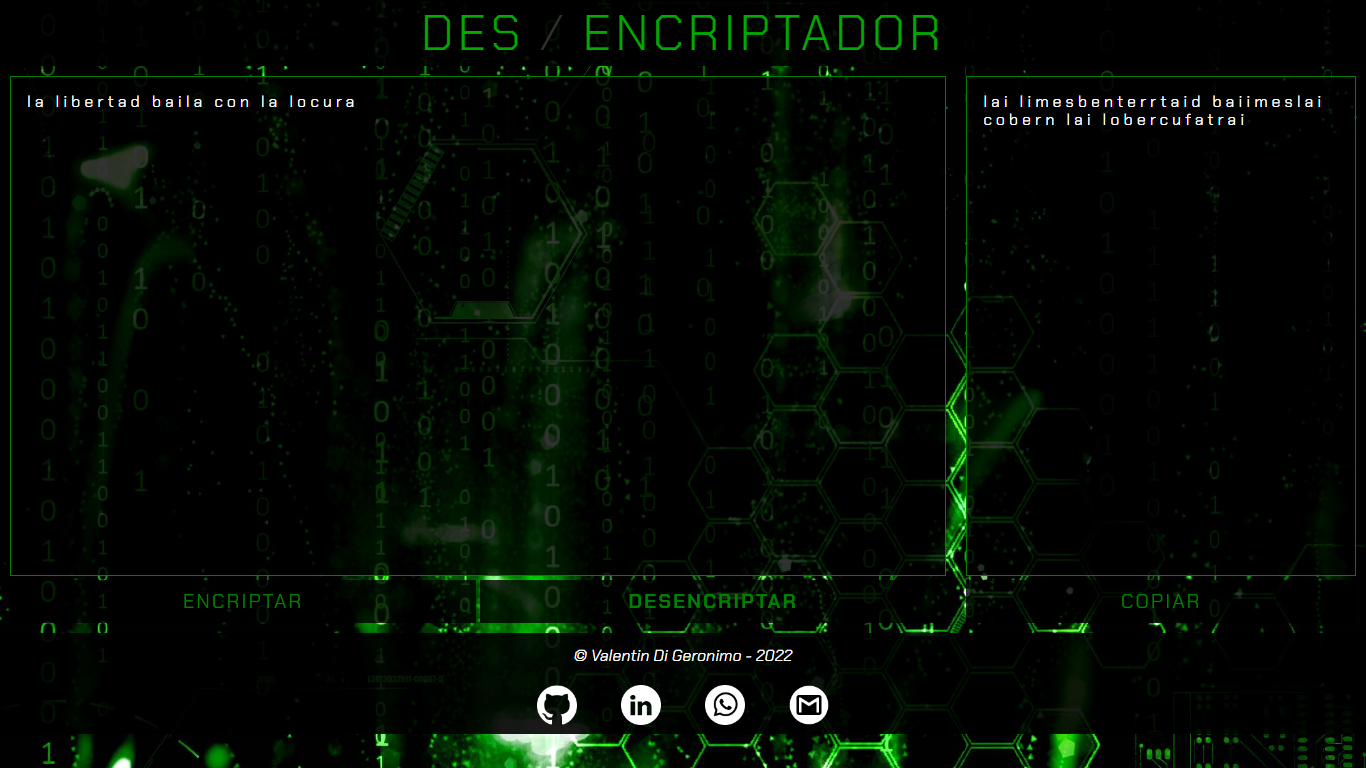 DES / ENCRIPTADOR
la libertad baila con la locura
lai limesbenterrtaid baiimeslai
cobern lai lobercufatrai
ENCRIPTAR
DESENCRIPTAR
COPIAR
© Valentin Di Geronimo - 2022
in